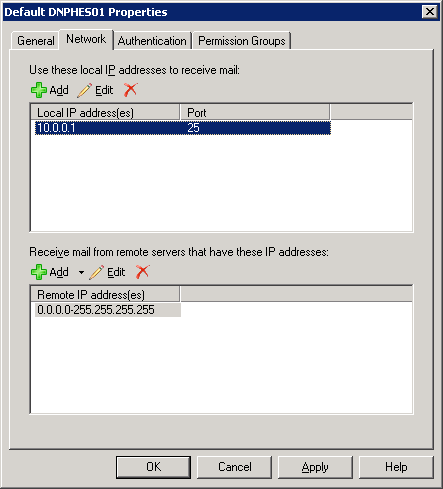 Default DNPHES01 Properties
General Network Authentication Permission Groups
Use these local IP addresses to receive mail:
Add Edit
Local IP address(es) Port
10.0.0.1 25
Receive mail from remote servers that have these IP addresses:
Add Edit
Remote IP address(es)
0.0.0.0-255.255.255.255
OK Cancel Apply Help